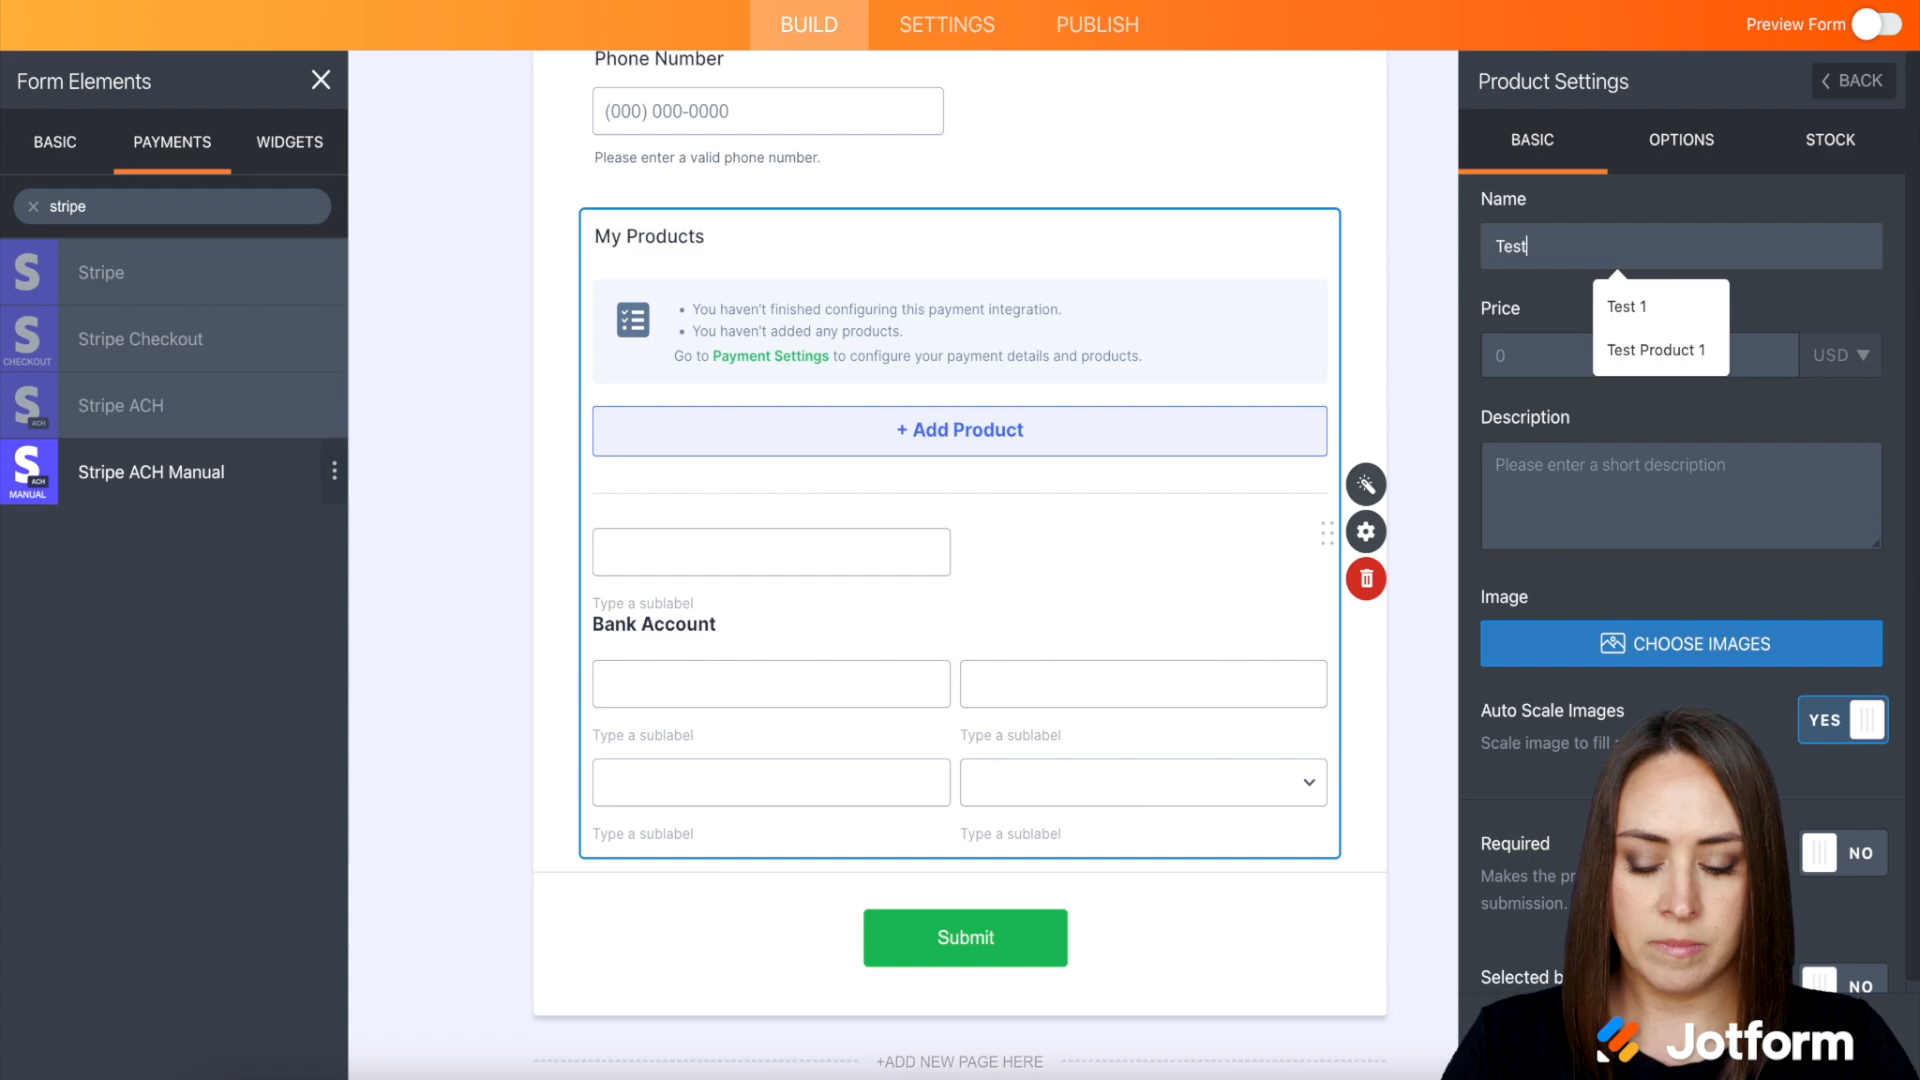 BUILD
SETTINGS
PUBLISH
Preview Form
Form Elements
BASIC
PAYMENTS
WIDGETS
stripe
Stripe
CHECKOUT
Stripe Checkout
ACH
Stripe ACH
ACH
MANUAL
Stripe ACH Manual
Phone Number
(000) 000-0000
Please enter a valid phone number.
My Products
You haven't finished configuring this payment integration.
You haven't added any products.
Go to Payment Settings to configure your payment details and products.
+ Add Product
Type a sublabel
Bank Account
Type a sublabel
Type a sublabel
Type a sublabel
Type a sublabel
Submit
+ADD NEW PAGE HERE
Product Settings
BACK
BASIC
OPTIONS
STOCK
Name
Test
Test 1
Test Product 1
Price
0
USD
Description
Please enter a short description
Image
CHOOSE IMAGES
Auto Scale Images
Scale image to fill
YES
Required
Makes the pr
submission.
NO
Selected b
NO
Jotform